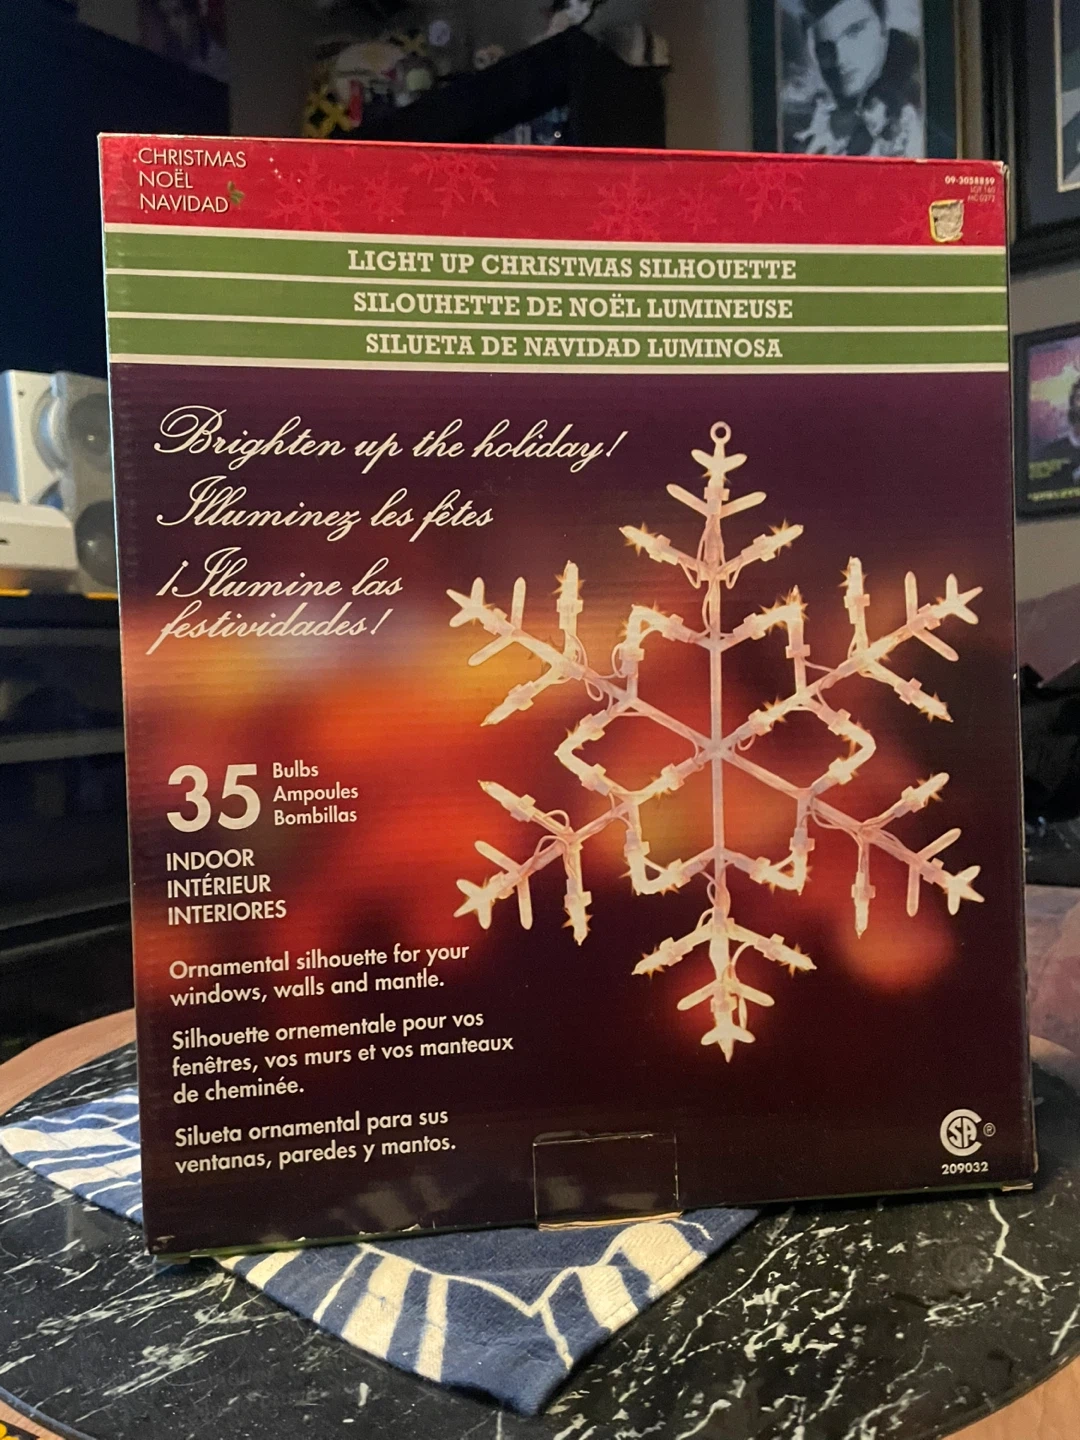 CHRISTMAS
NOËL
NAVIDAD
09-3058859
LIGHT UP CHRISTMAS SILHOUETTE
SILOUHETTE DE NOËL LUMINEUSE
SILUETA DE NAVIDAD LUMINOSA
Brighten up the holiday!
Illuminez les fêtes
¡Ilumine las
festividades!
35
Bulbs
Ampoules
Bombillas
INDOOR
INTÉRIEUR
INTERIORES
Ornamental silhouette for your
windows, walls and mantle.
Silhouette ornementale pour vos
fenêtres, vos murs et vos manteaux
de cheminée.
Silueta ornamental para sus
ventanas, paredes y mantos.
SA ®
209032